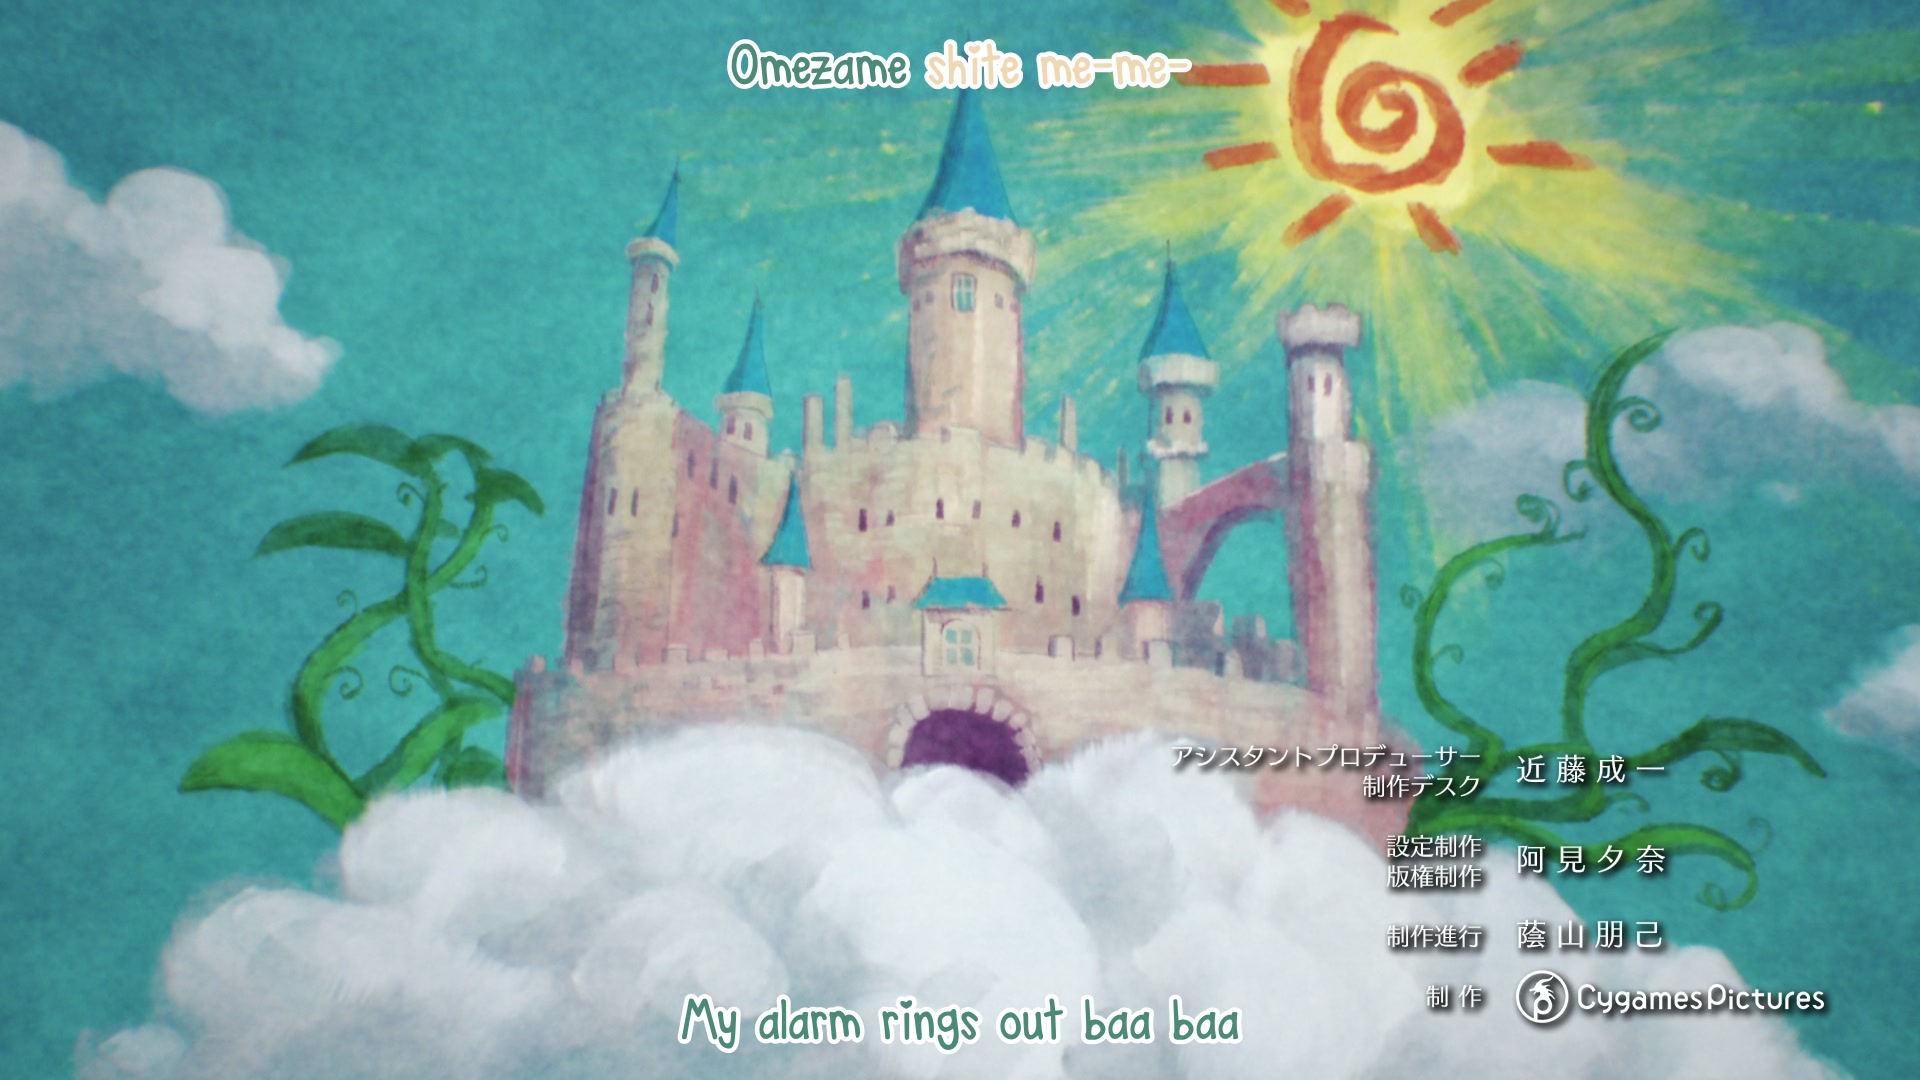 Omezame shite me-me-
アシスタントプロデューサー
制作デスク
近藤成一
設定制作
版権制作
阿見夕奈
制作進行
蔭山朋己
制作
CygamesPictures
My alarm rings out baa baa